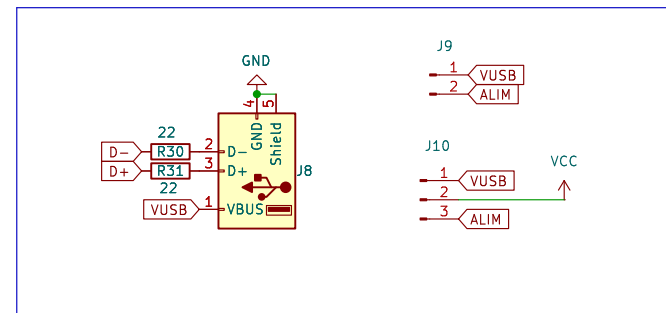 GND
4
5
GND
Shield
22
D-
R30
2
D-
D+
R31
3
D+
22
VUSB
1
VBUS
J8
J9
1
VUSB
2
ALIM
J10
1
VUSB
2
VCC
3
ALIM